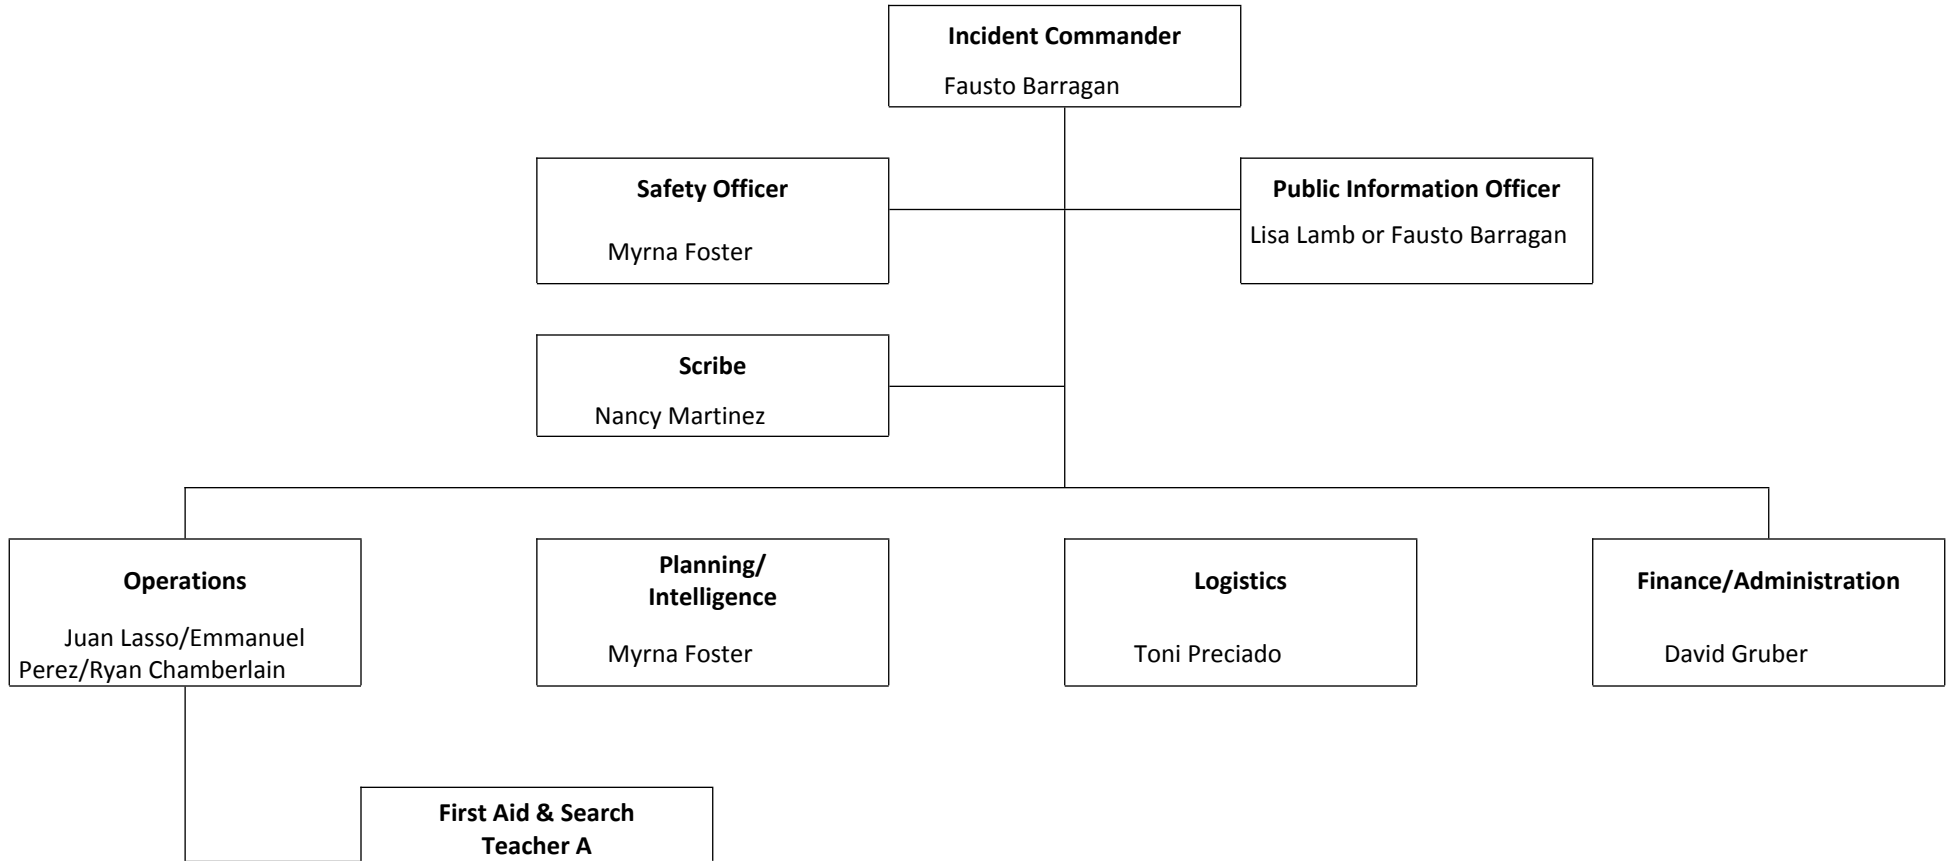 Incident Commander
Fausto Barragan
Safety Officer
Myrna Foster
Public Information Officer
Lisa Lamb or Fausto Barragan
Scribe
Nancy Martinez
Operations
Juan Lasso/Emmanuel
Perez/Ryan Chamberlain
Planning/
Intelligence
Myrna Foster
Logistics
Toni Preciado
Finance/Administration
David Gruber
First Aid & Search
Teacher A